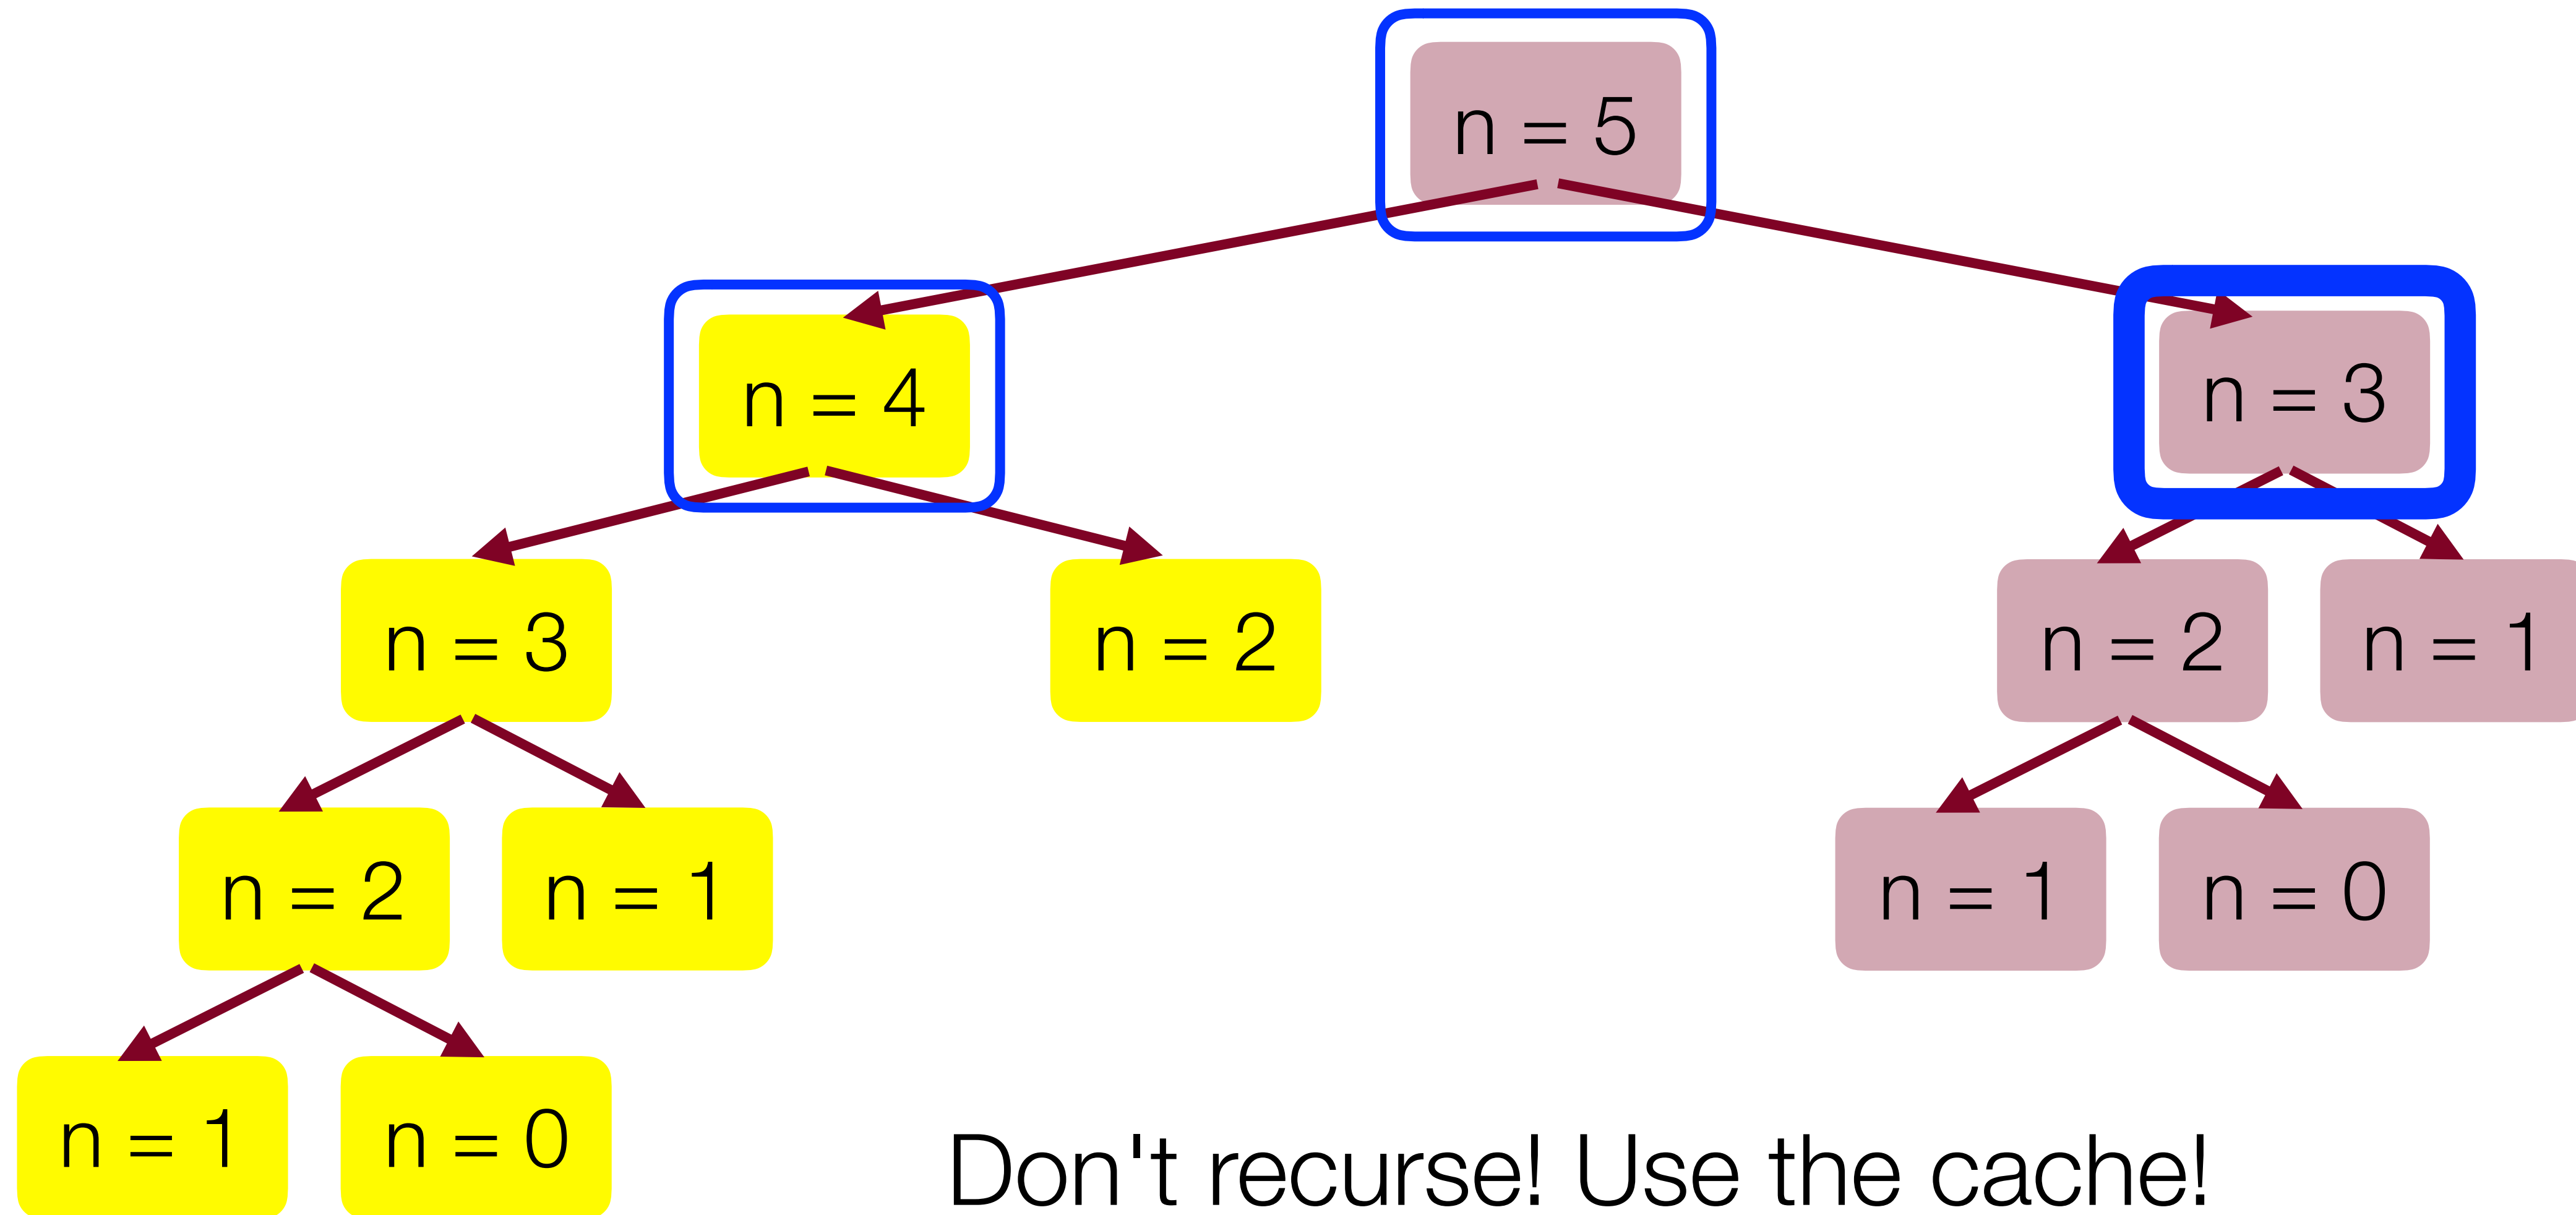 n = 5
n = 4
n = 3
n = 3
n = 2
n = 2
n = 1
n = 2
n = 1
n = 1
n = 0
n = 1
n = 0
Don't recurse! Use the cache!